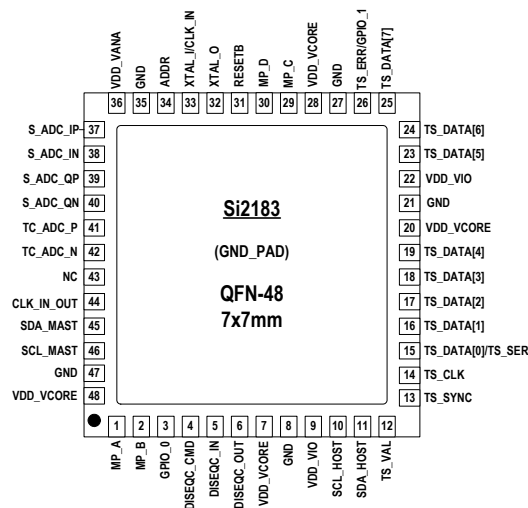 VDD_VANA
GND
ADDR
XTAL_I/CLK_IN
XTAL_O
RESETB
MP_D
MP_C
VDD_VCORE
GND
TS_ERR/GPIO_1
TS_DATA[7]
36 35 34 33 32 31 30 29 28 27 26 25
S_ADC_IP 37
S_ADC_IN 38
S_ADC_QP 39
S_ADC_QN 40
TC_ADC_P 41
TC_ADC_N 42
NC 43
CLK_IN_OUT 44
SDA_MAST 45
SCL_MAST 46
GND 47
VDD_VCORE 48
Si2183
(GND_PAD)
QFN-48
7x7mm
24 TS_DATA[6]
23 TS_DATA[5]
22 VDD_VIO
21 GND
20 VDD_VCORE
19 TS_DATA[4]
18 TS_DATA[3]
17 TS_DATA[2]
16 TS_DATA[1]
15 TS_DATA[0]/TS_SER
14 TS_CLK
13 TS_SYNC
1 2 3 4 5 6 7 8 9 10 11 12
MP_A
MP_B
GPIO_0
DISEQC_CMD
DISEQC_IN
DISEQC_OUT
VDD_VCORE
GND
VDD_VIO
SCL_HOST
SDA_HOST
TS_VAL